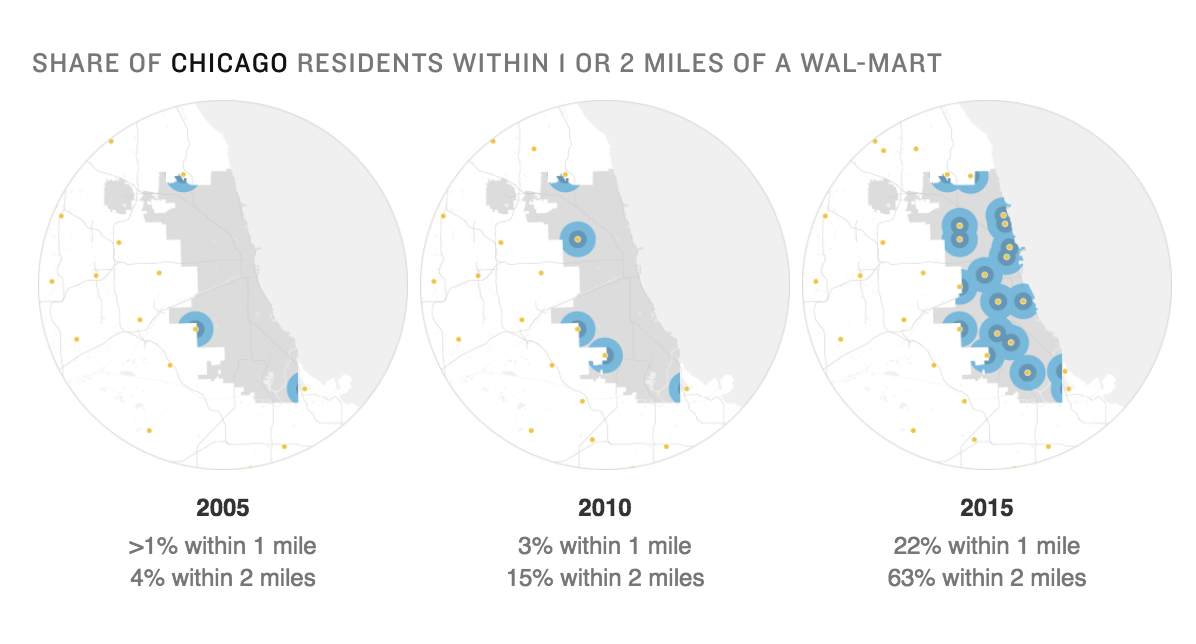 SHARE OF CHICAGO RESIDENTS WITHIN 1 OR 2 MILES OF A WAL-MART
2005
>1% within 1 mile
4% within 2 miles
2010
3% within 1 mile
15% within 2 miles
2015
22% within 1 mile
63% within 2 miles